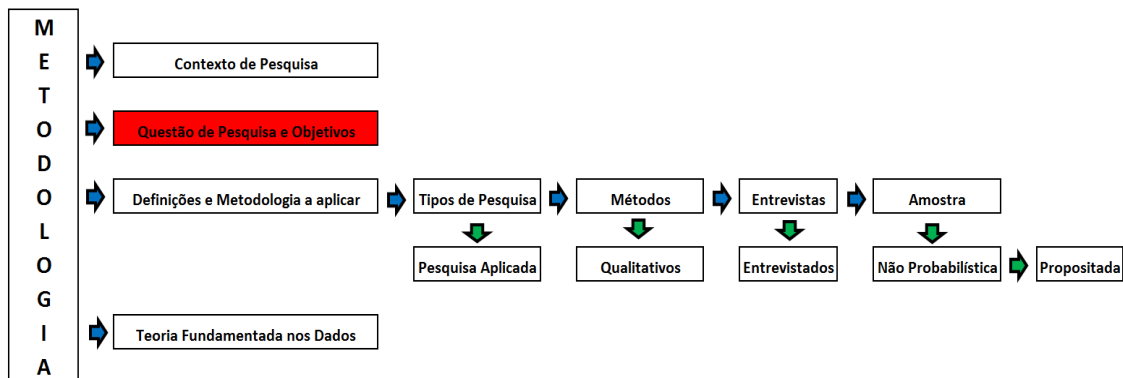 METODOLOGIA
Contexto de Pesquisa
Questão de Pesquisa e Objetivos
Definições e Metodologia a aplicar
Tipos de Pesquisa
Métodos
Entrevistas
Amostra
Pesquisa Aplicada
Qualitativos
Entrevistados
Não Probabilística
Propositada
Teoria Fundamentada nos Dados